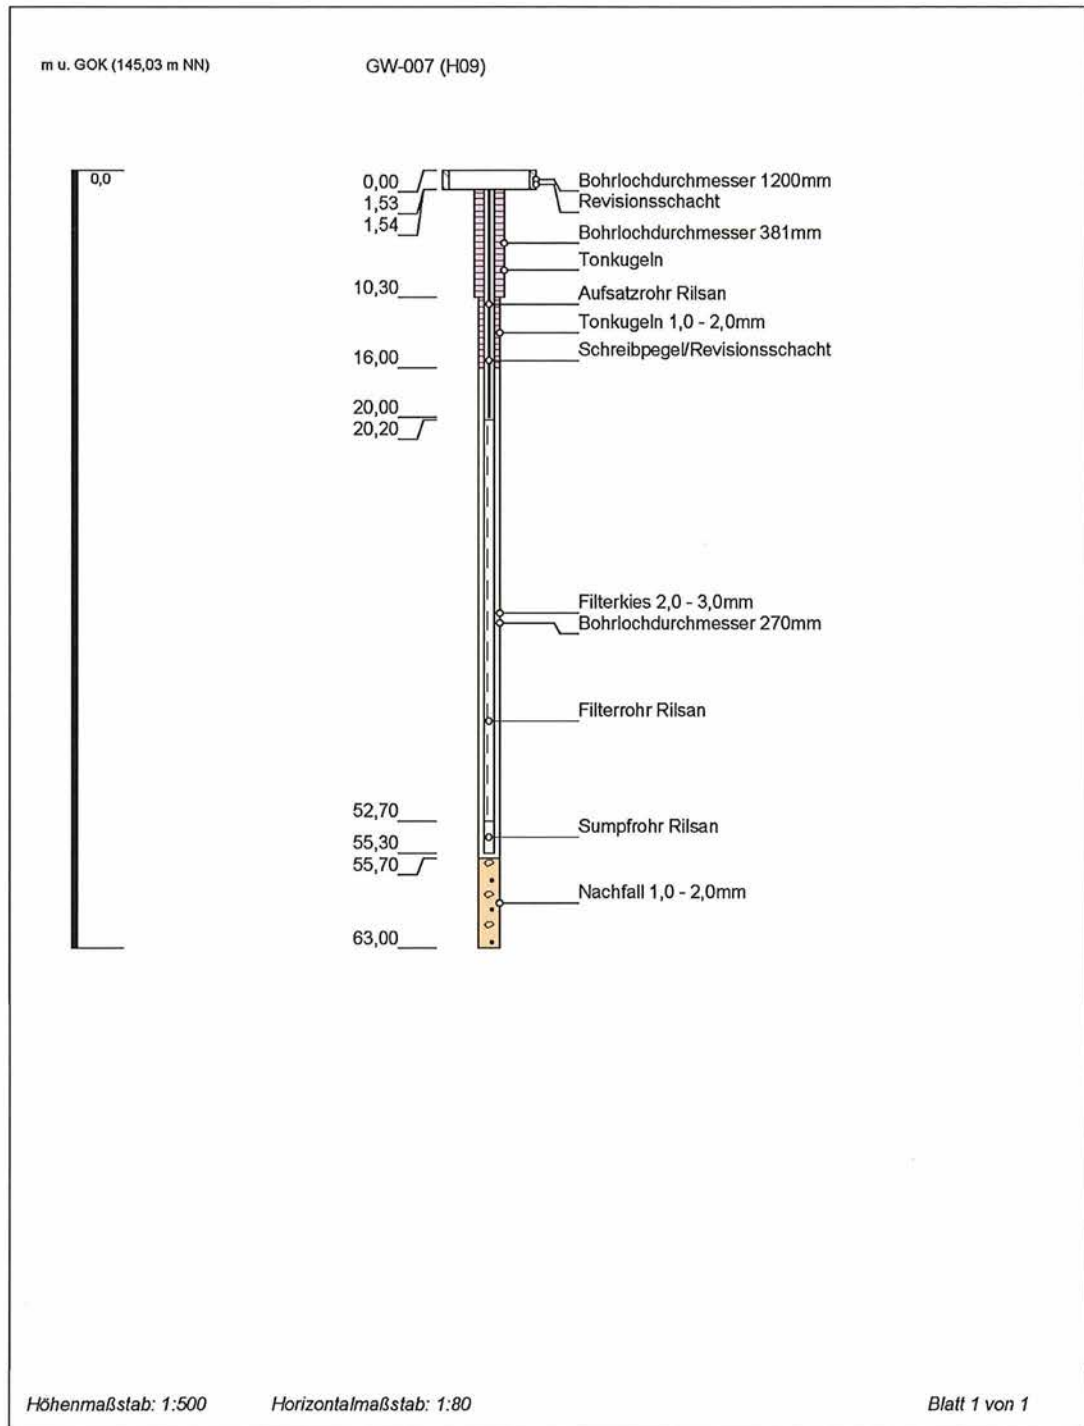 m u. GOK (145,03 m NN)
GW-007 (H09)
0,0
0,00
1,53
1,54
10,30
16,00
20,00
20,20
52,70
55,30
55,70
63,00
Bohrlochdurchmesser 1200mm
Revisionsschacht
Bohrlochdurchmesser 381mm
Tonkugeln
Aufsatzrohr Rilsan
Tonkugeln 1,0 - 2,0mm
Schreibpegel/Revisionsschacht
Filterkies 2,0 - 3,0mm
Bohrlochdurchmesser 270mm
Filterrohr Rilsan
Sumpfrohr Rilsan
Nachfall 1,0 - 2,0mm
Höhenmaßstab: 1:500
Horizontalmaßstab: 1:80
Blatt 1 von 1